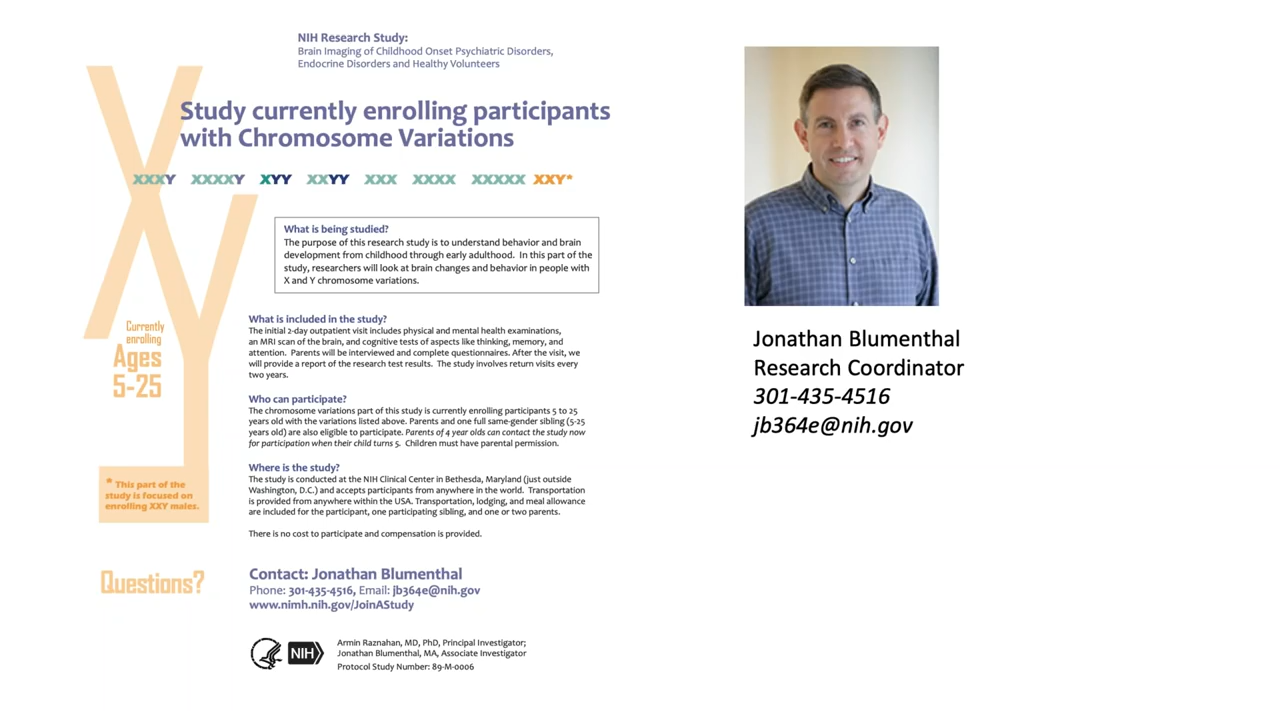 NIH Research Study:
Brain Imaging of Childhood Onset Psychiatric Disorders,
Endocrine Disorders and Healthy Volunteers
XY
Study currently enrolling participants
with Chromosome Variations
XXXY XXXXY XYY XXYY XXX XXXX XXXXX XXY*
What is being studied?
The purpose of this research study is to understand behavior and brain
development from childhood through early adulthood. In this part of the
study, researchers will look at brain changes and behavior in people with
X and Y chromosome variations.
Currently
enrolling
Ages
5-25
What is included in the study?
The initial 2-day outpatient visit includes physical and mental health examinations,
an MRI scan of the brain, and cognitive tests of aspects like thinking, memory, and
attention. Parents will be interviewed and complete questionnaires. After the visit, we
will provide a report of the research test results. The study involves return visits every
two years.
Who can participate?
The chromosome variations part of this study is currently enrolling participants 5 to 25
years old with the variations listed above. Parents and one full same-gender sibling (5-25
years old) are also eligible to participate. Parents of 4 year olds can contact the study now
for participation when their child turns 5. Children must have parental permission.
Where is the study?
The study is conducted at the NIH Clinical Center in Bethesda, Maryland (just outside
Washington, D.C.) and accepts participants from anywhere in the world. Transportation
is provided from anywhere within the USA. Transportation, lodging, and meal allowance
are included for the participant, one participating sibling, and one or two parents.
There is no cost to participate and compensation is provided.
* This part of the
study is focused on
enrolling XXY males.
Questions?
Contact: Jonathan Blumenthal
Phone: 301-435-4516, Email: jb364e@nih.gov
www.nimh.nih.gov/JoinAStudy
NIH
Armin Raznahan, MD, PhD, Principal Investigator;
Jonathan Blumenthal, MA, Associate Investigator
Protocol Study Number: 89-M-0006
Jonathan Blumenthal
Research Coordinator
301-435-4516
jb364e@nih.gov